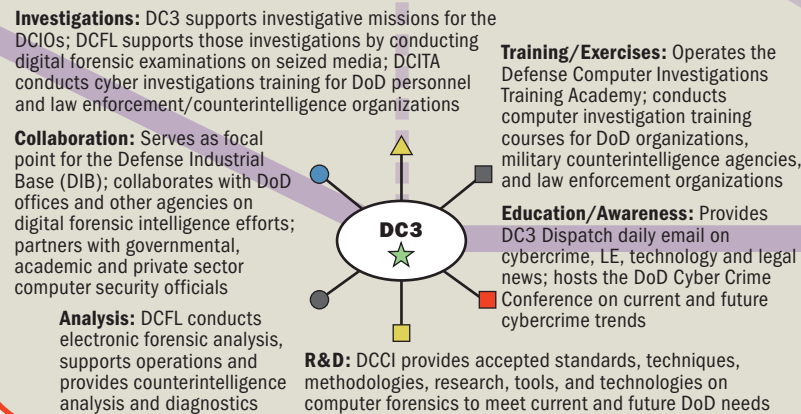 Investigations: DC3 supports investigative missions for the
DCIOs; DCFL supports those investigations by conducting
digital forensic examinations on seized media; DCITA
conducts cyber investigations training for DoD personnel
and law enforcement/counterintelligence organizations
Training/Exercises: Operates the
Defense Computer Investigations
Training Academy; conducts
computer investigation training
courses for DoD organizations,
military counterintelligence agencies,
and law enforcement organizations
Collaboration: Serves as focal
point for the Defense Industrial
Base (DIB); collaborates with DoD
offices and other agencies on
digital forensic intelligence efforts;
partners with governmental,
academic and private sector
computer security officials
DC3
Education/Awareness: Provides
DC3 Dispatch daily email on
cybercrime, LE, technology and legal
news; hosts the DoD Cyber Crime
Conference on current and future
cybercrime trends
Analysis: DCFL conducts
electronic forensic analysis,
supports operations and
provides counterintelligence
analysis and diagnostics
R&D: DCCI provides accepted standards, techniques,
methodologies, research, tools, and technologies on
computer forensics to meet current and future DoD needs